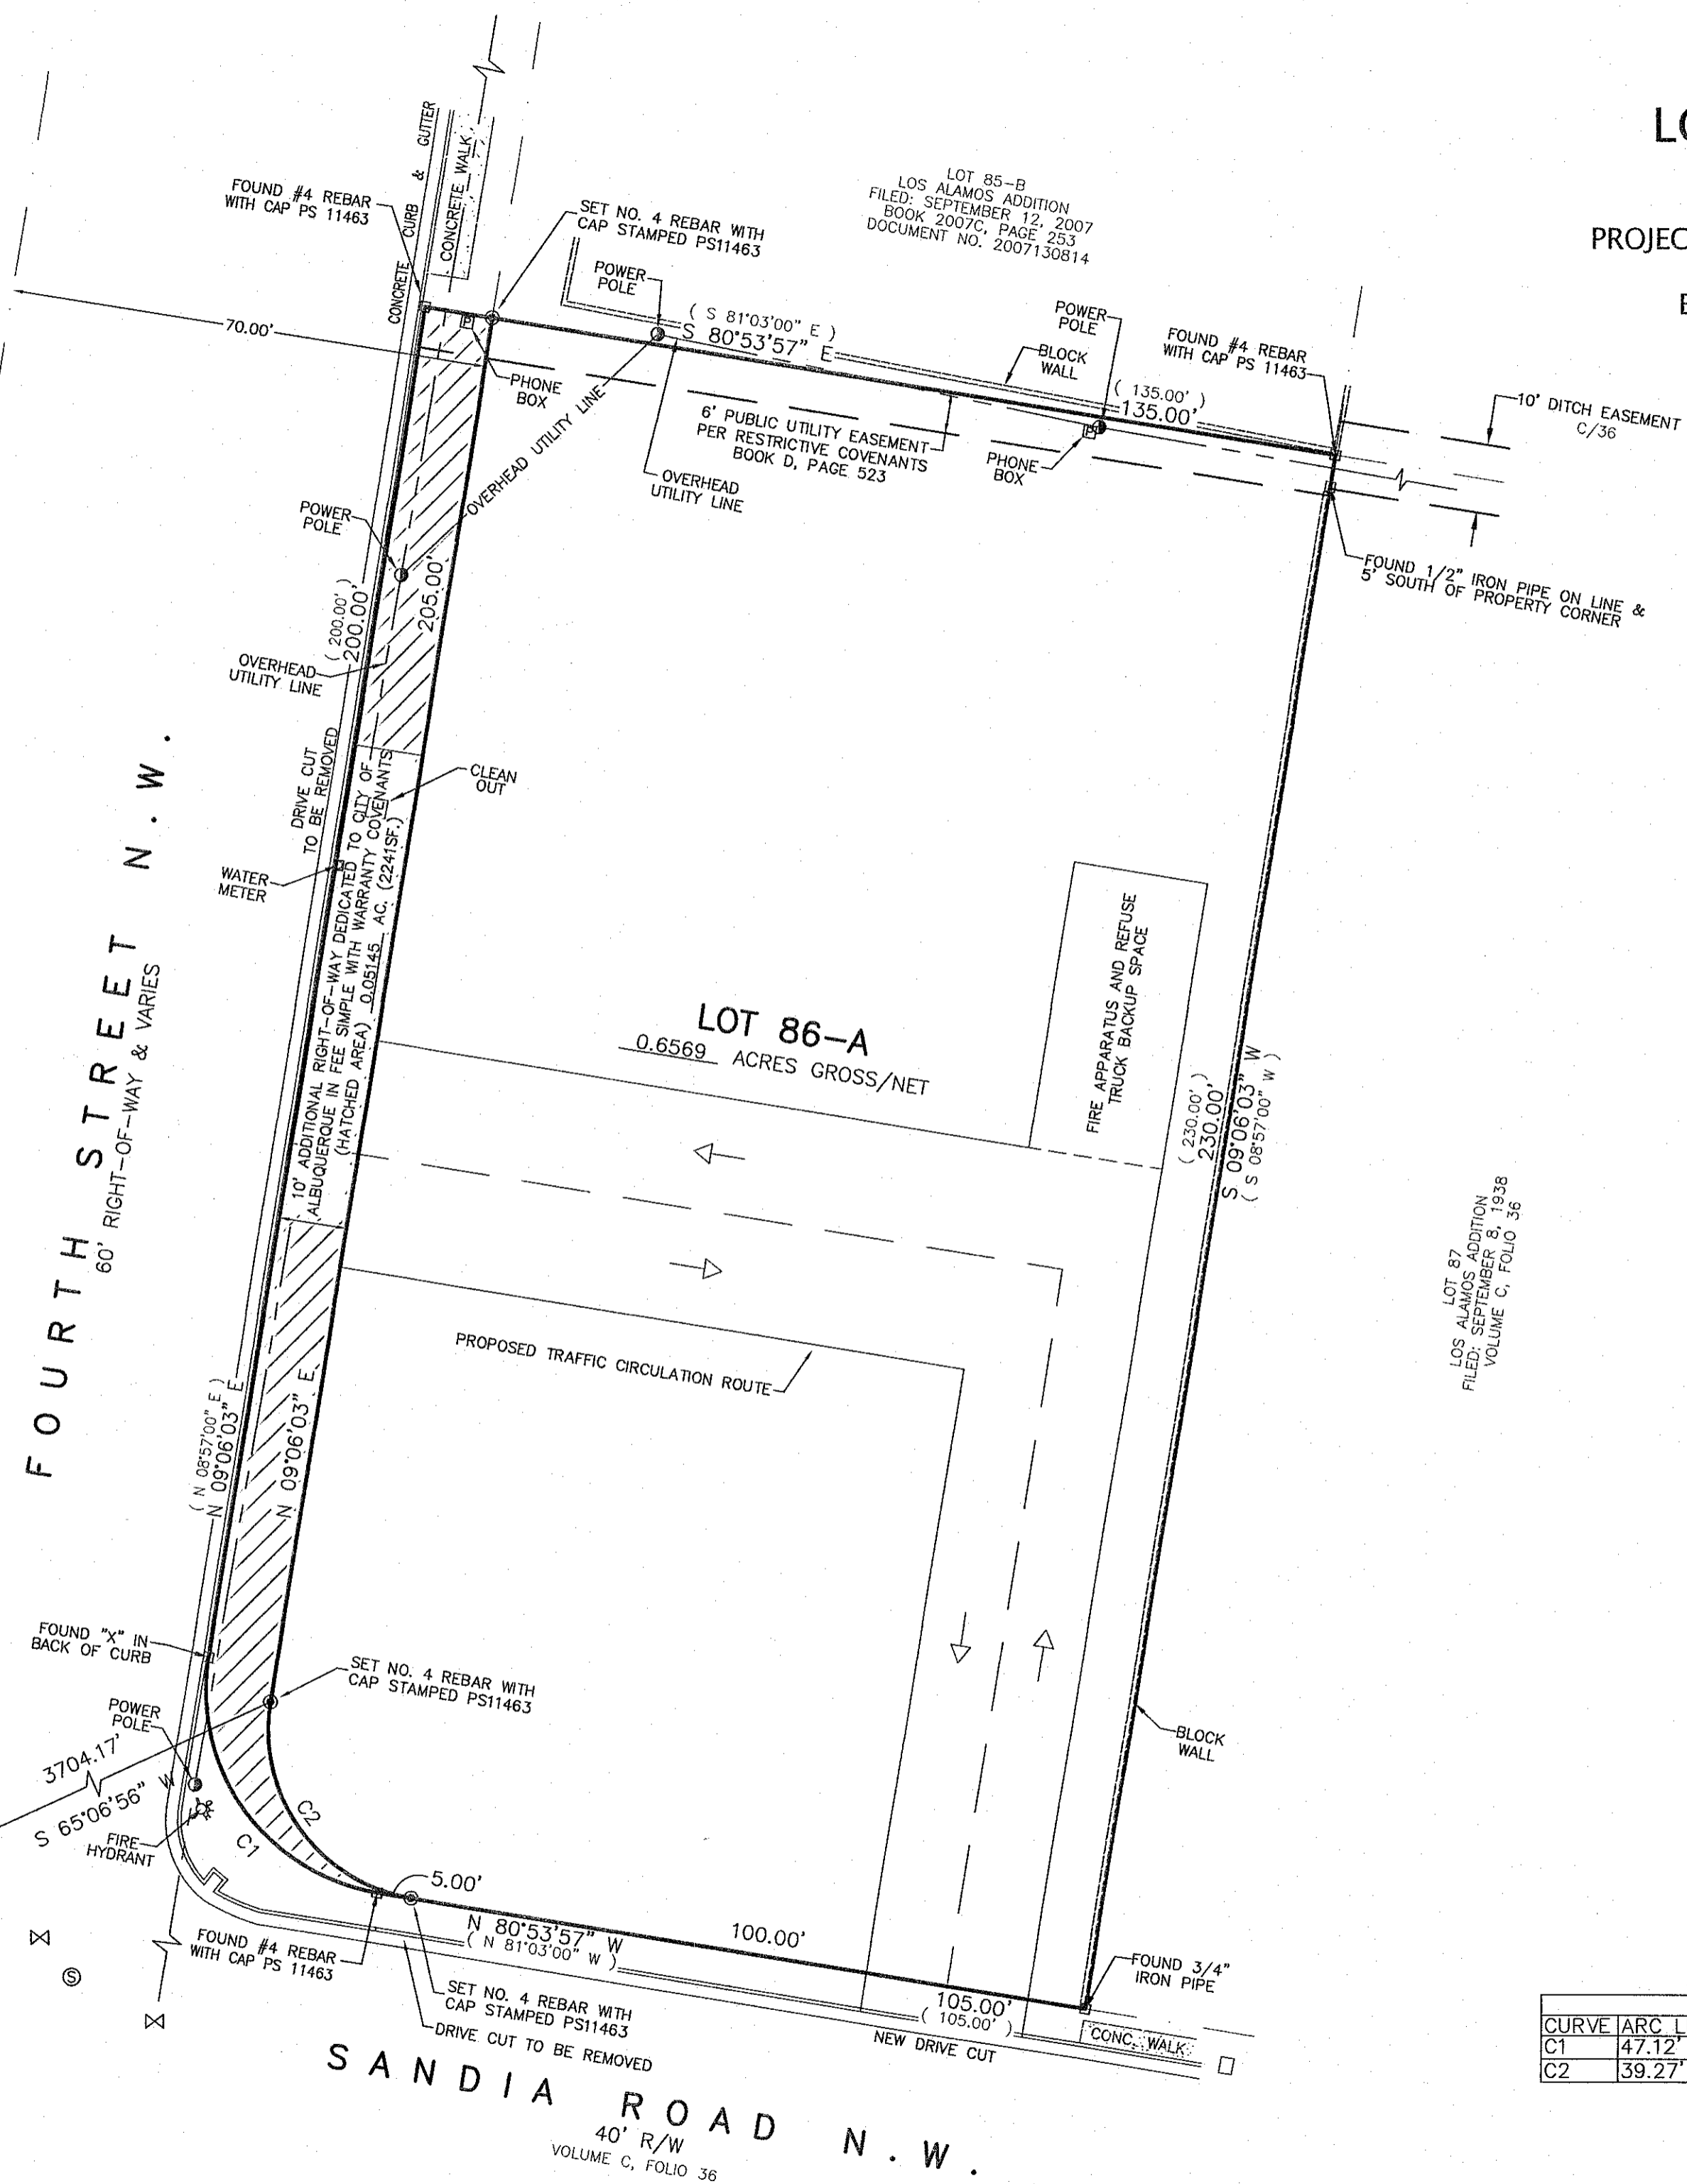 CONCRETE CURB & GUTTER
CONCRETE WALK
FOUND #4 REBAR
WITH CAP PS 11463
SET NO. 4 REBAR WITH
CAP STAMPED PS11463
LOT 85-B
LOS ALAMOS ADDITION
FILED: SEPTEMBER 12, 2007
BOOK 2007C, PAGE 253
DOCUMENT NO. 2007130814
POWER
POLE
( S 81°03'00" E )
S 80°53'57" E
POWER
POLE
BLOCK
WALL
FOUND #4 REBAR
WITH CAP PS 11463
( 135.00' )
135.00'
10' DITCH EASEMENT
C/36
70.00'
P
PHONE
BOX
6' PUBLIC UTILITY EASEMENT
PER RESTRICTIVE COVENANTS
BOOK D, PAGE 523
P
PHONE
BOX
OVERHEAD UTILITY LINE
OVERHEAD
UTILITY LINE
FOUND 1/2" IRON PIPE ON LINE &
5' SOUTH OF PROPERTY CORNER
POWER
POLE
205.00'
( 200.00' )
200.00'
OVERHEAD
UTILITY LINE
DRIVE CUT
TO BE REMOVED
CLEAN
OUT
WATER
METER
10' ADDITIONAL RIGHT-OF-WAY DEDICATED TO CITY OF
ALBUQUERQUE IN FEE SIMPLE WITH WARRANTY COVENANTS
(HATCHED AREA) 0.05145 AC. (2241SF.)
FOURTH STREET N.W.
60' RIGHT-OF-WAY & VARIES
LOT 86-A
0.6569 ACRES GROSS/NET
FIRE APPARATUS AND REFUSE
TRUCK BACKUP SPACE
( 230.00' )
230.00'
S 09°06'03" W
( S 08°57'00" W )
LOT 87
LOS ALAMOS ADDITION
FILED: SEPTEMBER 8, 1938
VOLUME C, FOLIO 36
PROPOSED TRAFFIC CIRCULATION ROUTE
( N 08°57'00" E )
N 09°06'03" E
N 09°06'03" E
FOUND "X" IN
BACK OF CURB
SET NO. 4 REBAR WITH
CAP STAMPED PS11463
POWER
POLE
3704.17'
S 65°06'56" W
FIRE
HYDRANT
C1
C2
BLOCK
WALL
5.00'
N 80°53'57" W
( N 81°03'00" W )
100.00'
FOUND #4 REBAR
WITH CAP PS 11463
S
SET NO. 4 REBAR WITH
CAP STAMPED PS11463
DRIVE CUT TO BE REMOVED
105.00'
( 105.00' )
NEW DRIVE CUT
FOUND 3/4"
IRON PIPE
CONC. WALK
SANDIA ROAD N.W.
40' R/W
VOLUME C, FOLIO 36
LO
PROJEC
CURVE ARC L
C1 47.12'
C2 39.27'